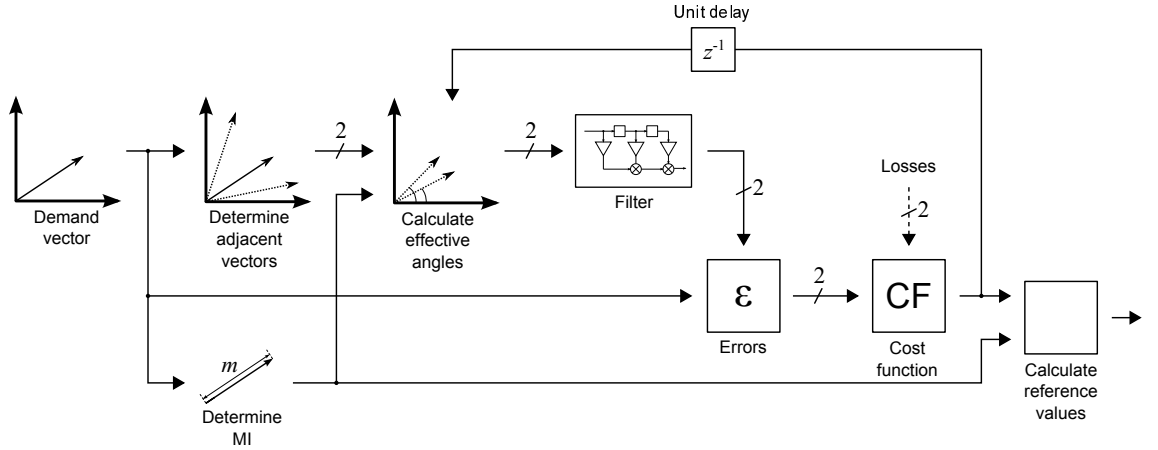 Unit delay
z⁻¹
2
2
Losses
2
2
Demand
vector
Determine
adjacent
vectors
Calculate
effective
angles
Filter
ε
2
CF
Errors
Cost
function
m
Determine
MI
Calculate
reference
values